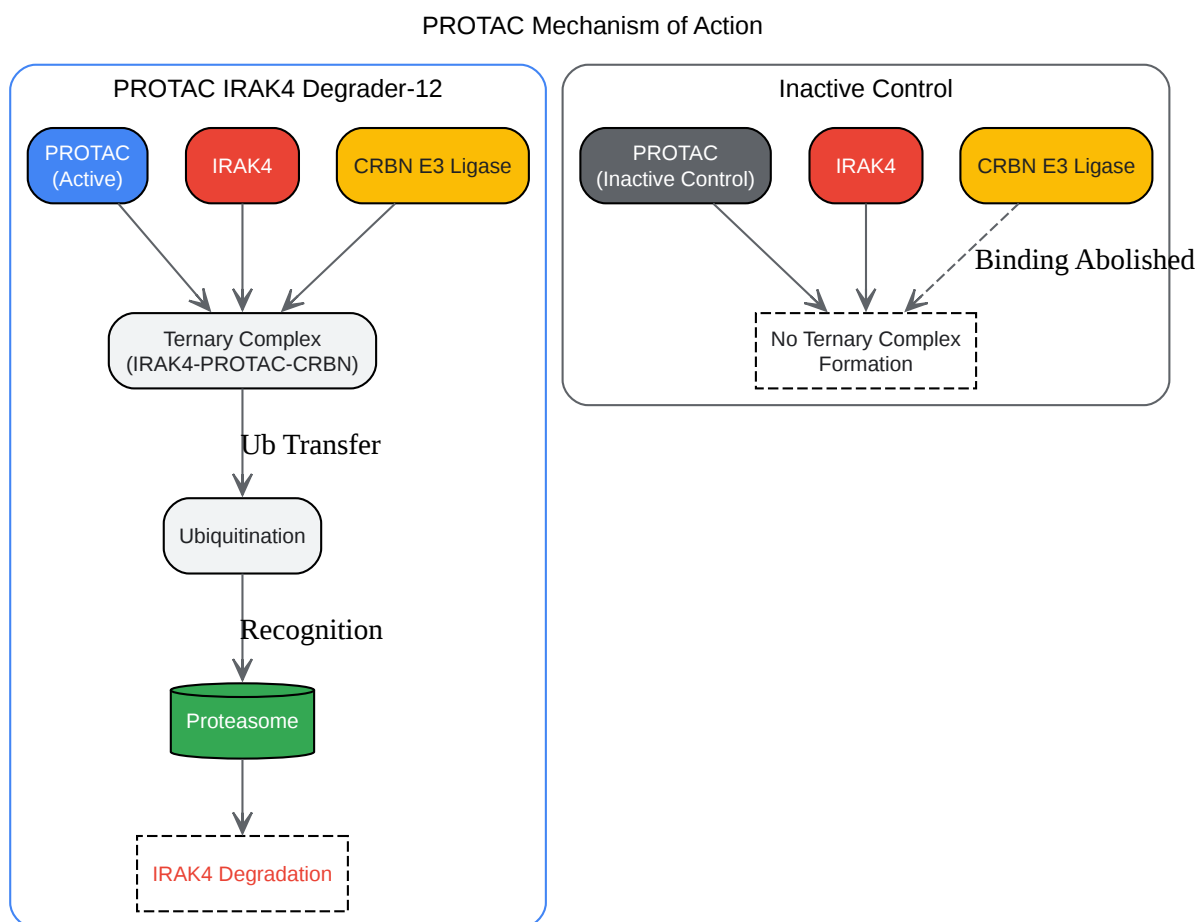 PROTAC Mechanism of Action
PROTAC IRAK4 Degrader-12
PROTAC
(Active)
IRAK4
CRBN E3 Ligase
Ternary Complex
(IRAK4-PROTAC-CRBN)
Ub Transfer
Ubiquitination
Recognition
Proteasome
IRAK4 Degradation
Inactive Control
PROTAC
(Inactive Control)
IRAK4
CRBN E3 Ligase
Binding Abolished
No Ternary Complex
Formation